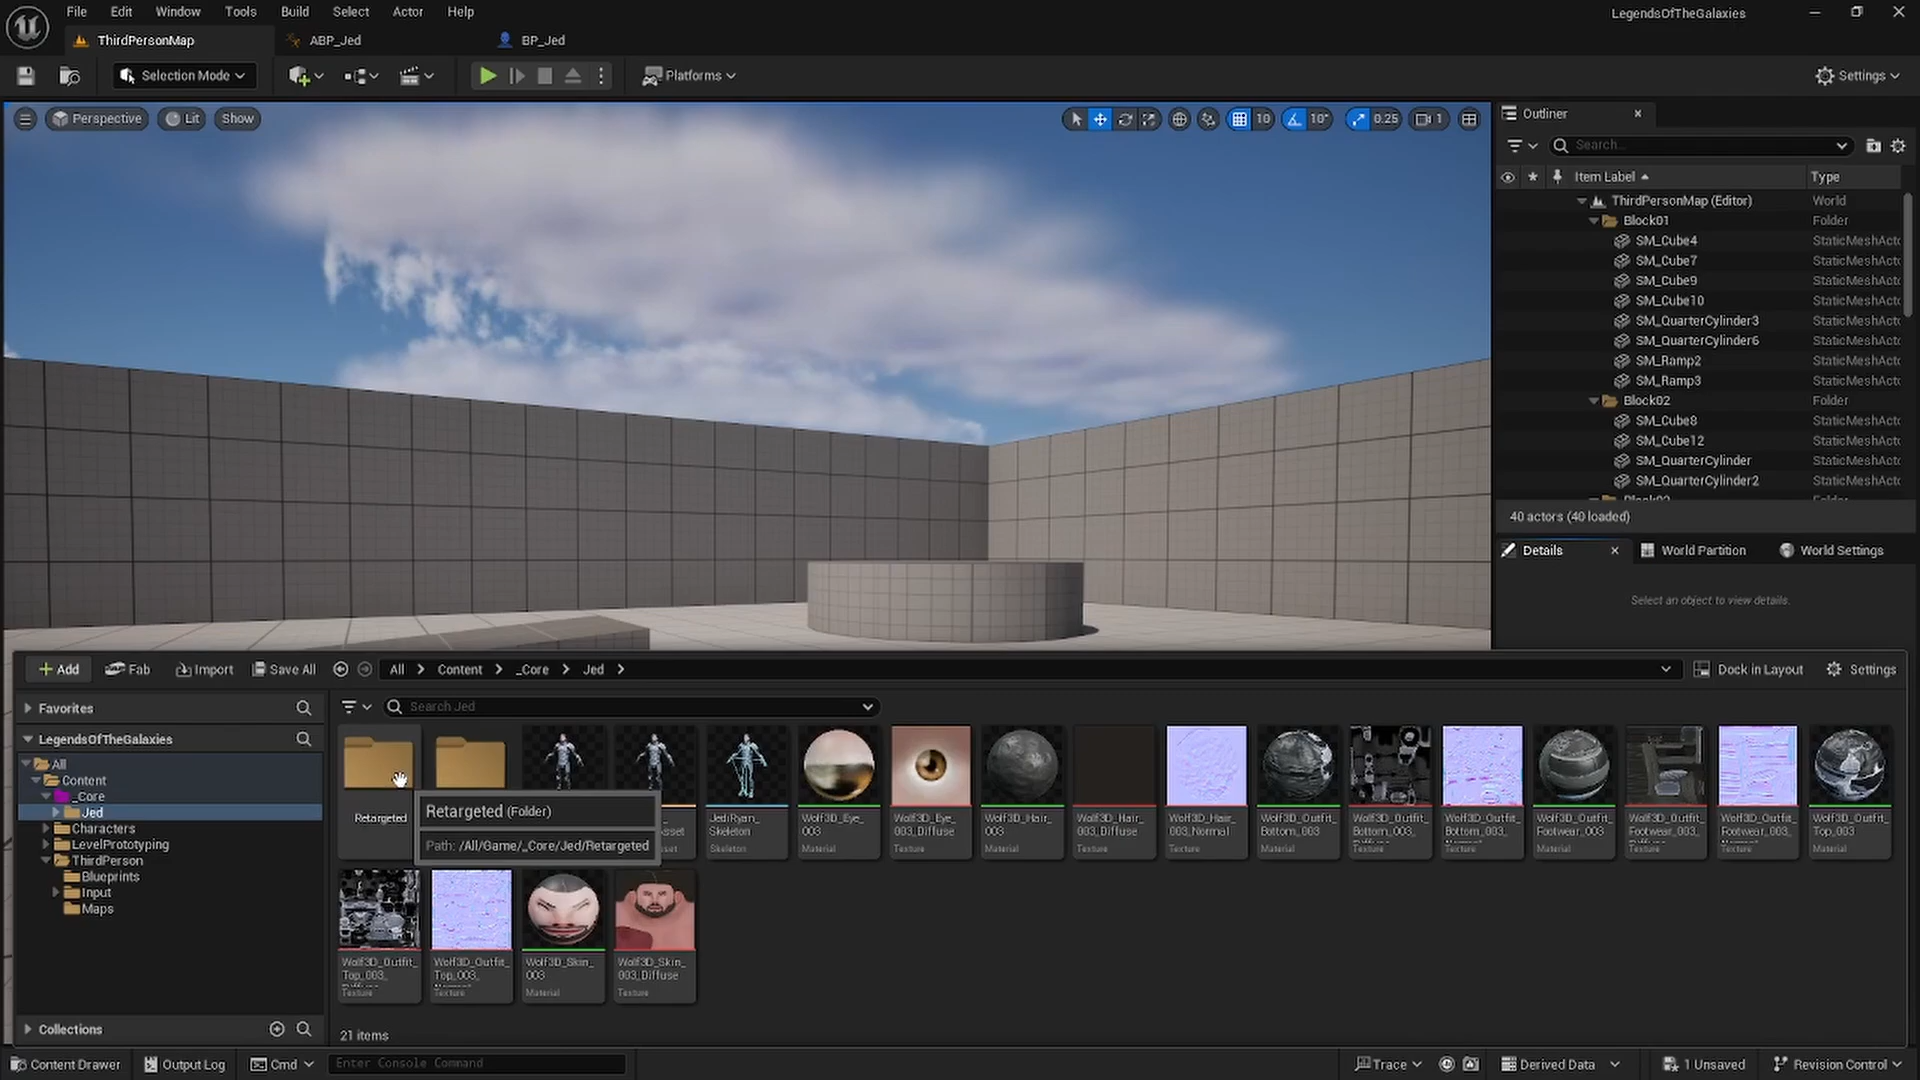 File Edit Window Tools Build Select Actor Help
LegendsOfTheGalaxies
ThirdPersonMap
ABP_Jed
BP_Jed
Selection Mode
Platforms
Settings
Perspective
Lit
Show
10
10°
0.25
1
Outliner
Search...
Item Label
Type
ThirdPersonMap (Editor) World
Block01 Folder
SM_Cube4 StaticMeshActo
SM_Cube7 StaticMeshActo
SM_Cube9 StaticMeshActo
SM_Cube10 StaticMeshActo
SM_QuarterCylinder3 StaticMeshActo
SM_QuarterCylinder6 StaticMeshActo
SM_Ramp2 StaticMeshActo
SM_Ramp3 StaticMeshActo
Block02 Folder
SM_Cube8 StaticMeshActo
SM_Cube12 StaticMeshActo
SM_QuarterCylinder StaticMeshActo
SM_QuarterCylinder2 StaticMeshActo
40 actors (40 loaded)
Details
World Partition
World Settings
Select an object to view details.
Add
Fab
Import
Save All
All > Content > _Core > Jed >
Dock in Layout
Settings
Favorites
LegendsOfTheGalaxies
All
Content
_Core
Jed
Characters
LevelPrototyping
ThirdPerson
Blueprints
Input
Maps
Collections
Search Jed
Retargeted
Retargeted (Folder)
Path: /All/Game/_Core/Jed/Retargeted
JediRyan_
Skeleton
Skeleton
Wolf3D_Eye_
003
Material
Wolf3D_Eye_
003_Diffuse
Texture
Wolf3D_Hair_
003
Material
Wolf3D_Hair_
003_Diffuse
Texture
Wolf3D_Hair_
003_Normal
Texture
Wolf3D_Outfit_
Bottom_003
Material
Wolf3D_Outfit_
Bottom_003_
Texture
Wolf3D_Outfit_
Bottom_003_
Normal
Texture
Wolf3D_Outfit_
Footwear_003
Material
Wolf3D_Outfit_
Footwear_003_
Texture
Wolf3D_Outfit_
Footwear_003_
Normal
Texture
Wolf3D_Outfit_
Top_003
Material
Wolf3D_Outfit_
Top_003_
Diffuse
Texture
Wolf3D_Outfit_
Top_003_
Normal
Texture
Wolf3D_Skin_
003
Material
Wolf3D_Skin_
003_Diffuse
Texture
21 items
Content Drawer
Output Log
Cmd
Enter Console Command
Trace
Derived Data
1 Unsaved
Revision Control